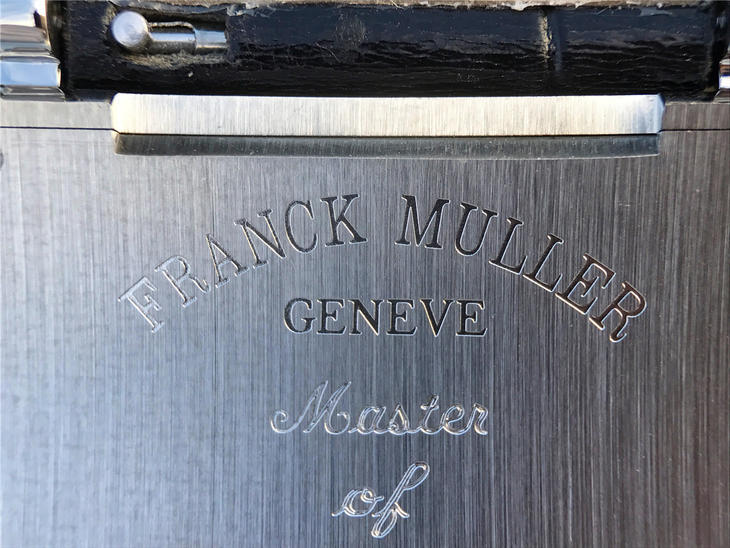 FRANCK MULLER
GENEVE
Master
of